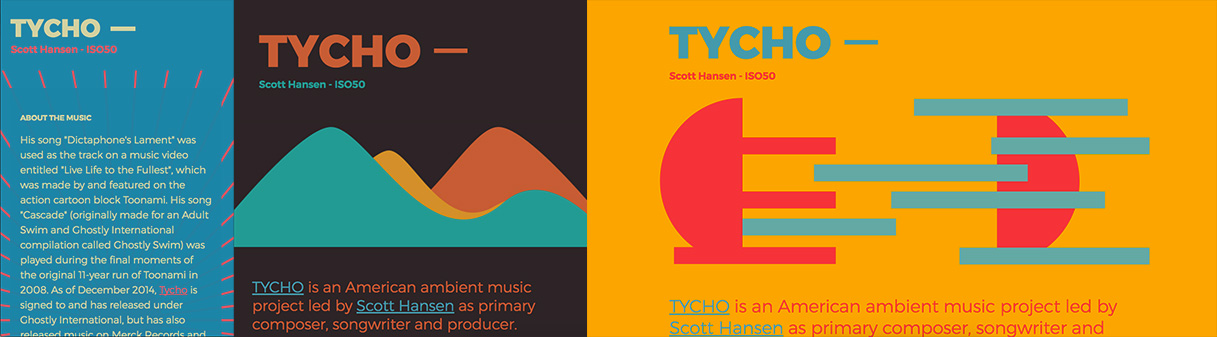 TYCHO —
Scott Hansen - ISO50
ABOUT THE MUSIC
His song "Dictaphone's Lament" was
used as the track on a music video
entitled "Live Life to the Fullest", which
was made by and featured on the
action cartoon block Toonami. His song
"Cascade" (originally made for an Adult
Swim and Ghostly International
compilation called Ghostly Swim) was
played during the final moments of
the original 11-year run of Toonami in
2008. As of December 2014, Tycho is
signed to and has released under
Ghostly International, but has also
released music on Merck Records and
TYCHO —
Scott Hansen - ISO50
TYCHO is an American ambient music
project led by Scott Hansen as primary
composer, songwriter and producer.
TYCHO —
Scott Hansen - ISO50
TYCHO is an American ambient music project led by
Scott Hansen as primary composer, songwriter and